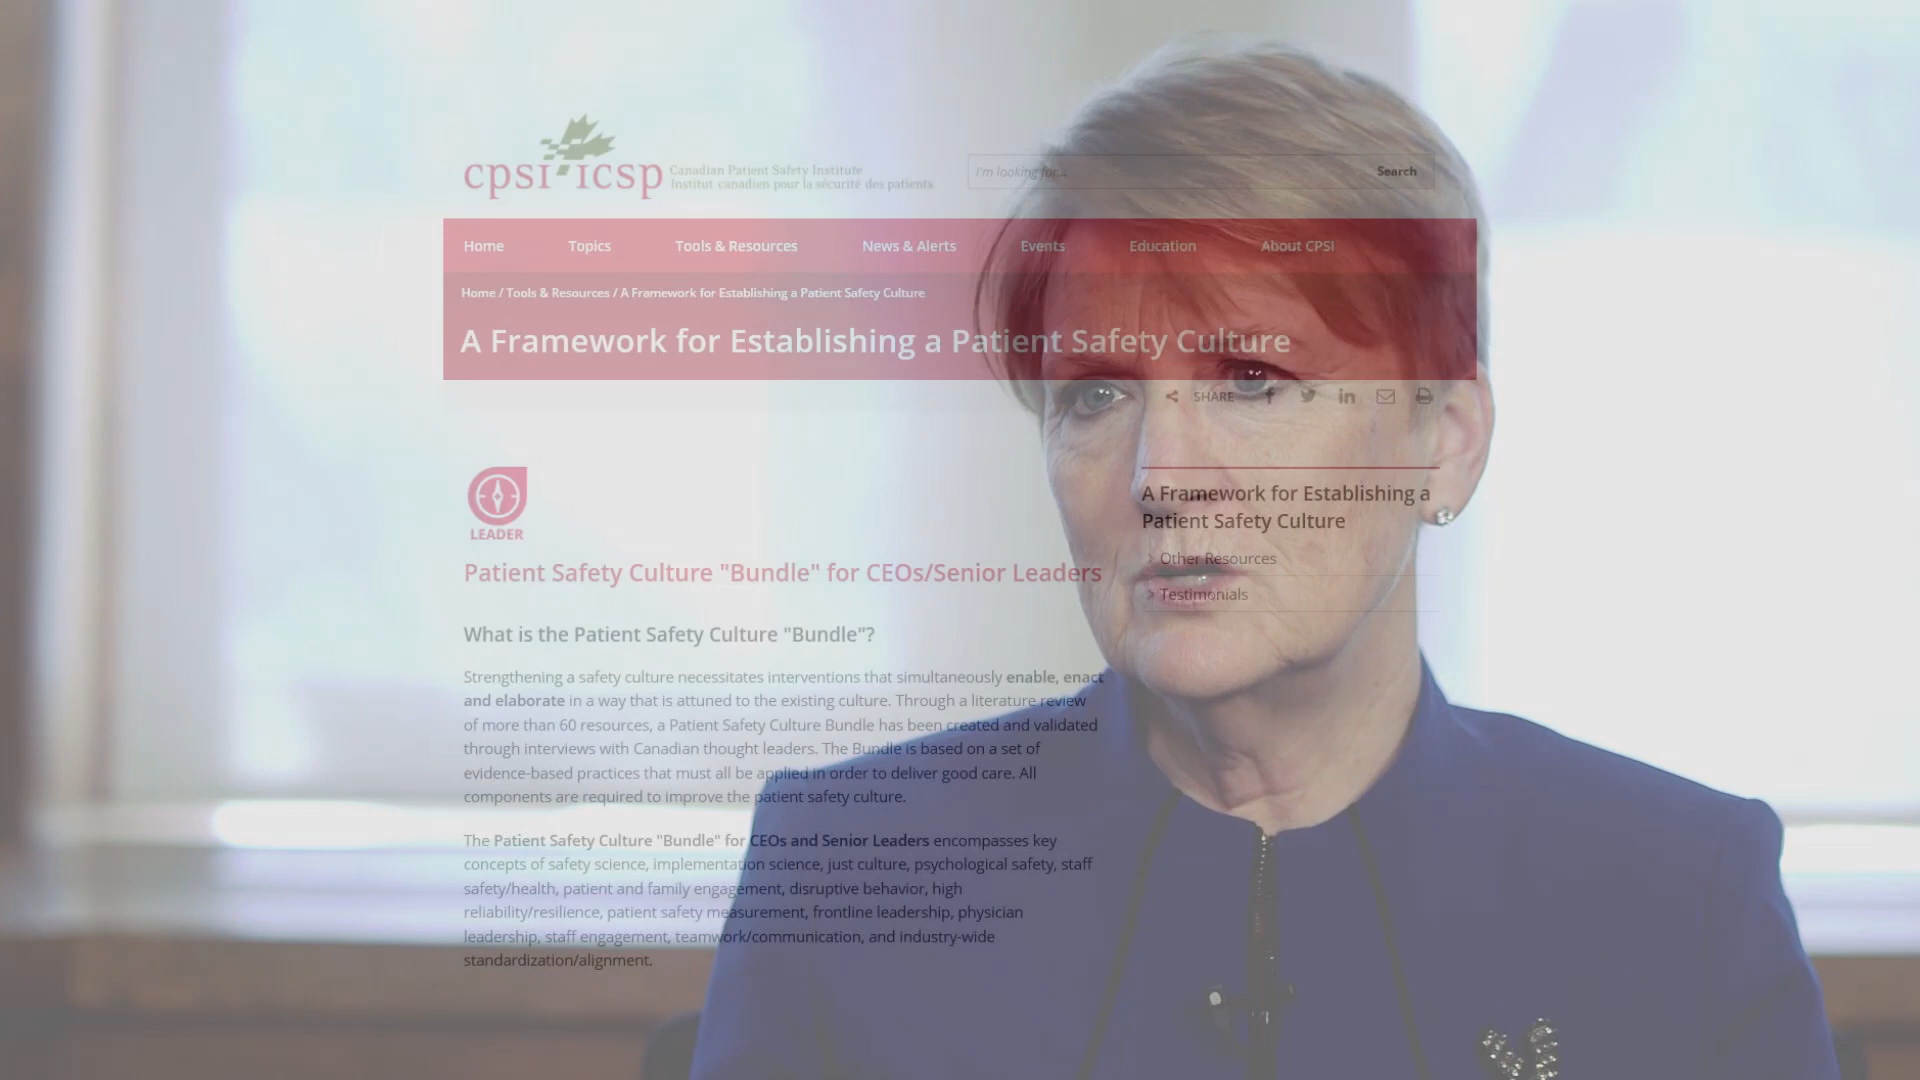 cpsi icsp
Canadian Patient Safety Institute
Institut canadien pour la sécurité des patients
I'm looking for...
Search
Home Topics Tools & Resources News & Alerts Events Education About CPSI
Home / Tools & Resources / A Framework for Establishing a Patient Safety Culture
A Framework for Establishing a Patient Safety Culture
SHARE
LEADER
Patient Safety Culture "Bundle" for CEOs/Senior Leaders
What is the Patient Safety Culture "Bundle"?
Strengthening a safety culture necessitates interventions that simultaneously enable, enact
and elaborate in a way that is attuned to the existing culture. Through a literature review
of more than 60 resources, a Patient Safety Culture Bundle has been created and validated
through interviews with Canadian thought leaders. The Bundle is based on a set of
evidence-based practices that must all be applied in order to deliver good care. All
components are required to improve the patient safety culture.
The Patient Safety Culture "Bundle" for CEOs and Senior Leaders encompasses key
concepts of safety science, implementation science, just culture, psychological safety, staff
safety/health, patient and family engagement, disruptive behavior, high
reliability/resilience, patient safety measurement, frontline leadership, physician
leadership, staff engagement, teamwork/communication, and industry-wide
standardization/alignment.
A Framework for Establishing a
Patient Safety Culture
Other Resources
Testimonials